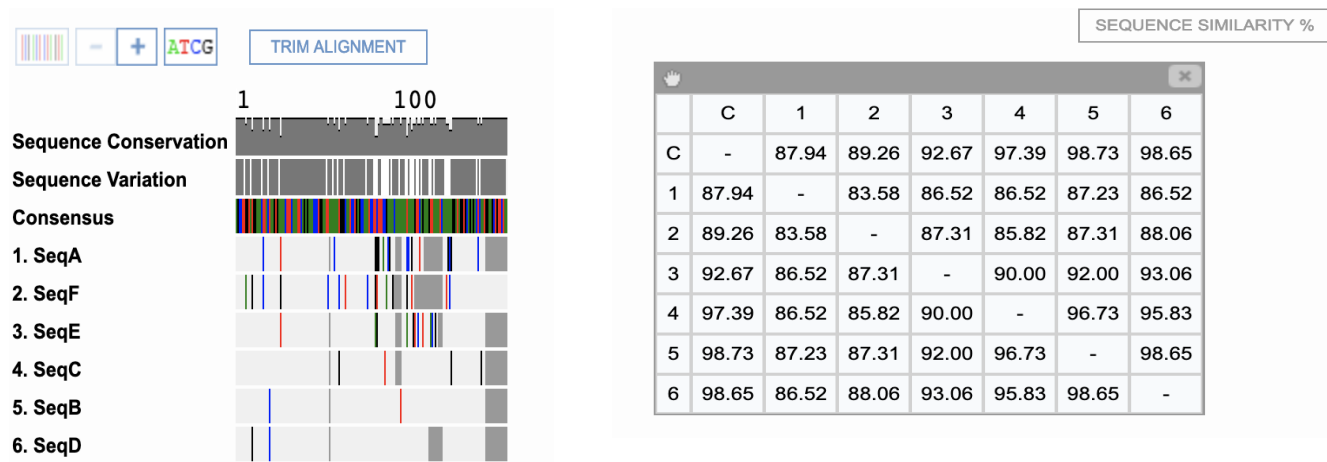 - + ATCG TRIM ALIGNMENT
SEQUENCE SIMILARITY %
1 100
Sequence Conservation
Sequence Variation
Consensus
1. SeqA
2. SeqF
3. SeqE
4. SeqC
5. SeqB
6. SeqD
C 1 2 3 4 5 6
C - 87.94 89.26 92.67 97.39 98.73 98.65
1 87.94 - 83.58 86.52 86.52 87.23 86.52
2 89.26 83.58 - 87.31 85.82 87.31 88.06
3 92.67 86.52 87.31 - 90.00 92.00 93.06
4 97.39 86.52 85.82 90.00 - 96.73 95.83
5 98.73 87.23 87.31 92.00 96.73 - 98.65
6 98.65 86.52 88.06 93.06 95.83 98.65 -